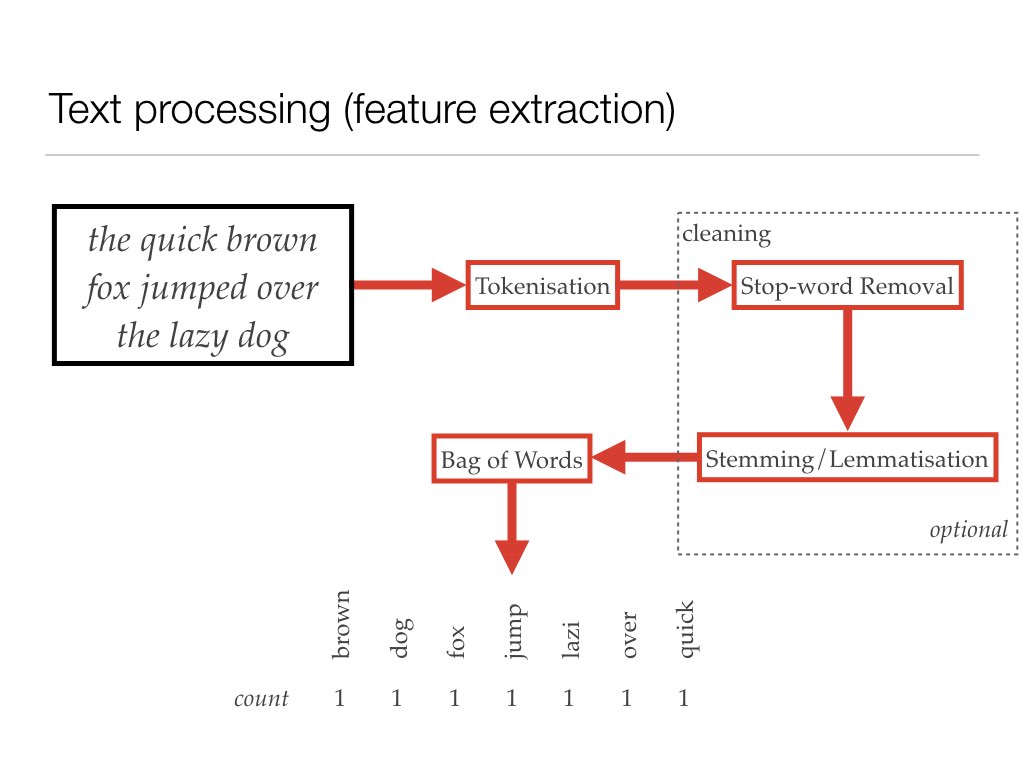 Text processing (feature extraction)
the quick brown
fox jumped over
the lazy dog
Tokenisation
cleaning
Stop-word Removal
Stemming/Lemmatisation
optional
Bag of Words
brown dog fox jump lazi over quick
count 1 1 1 1 1 1 1